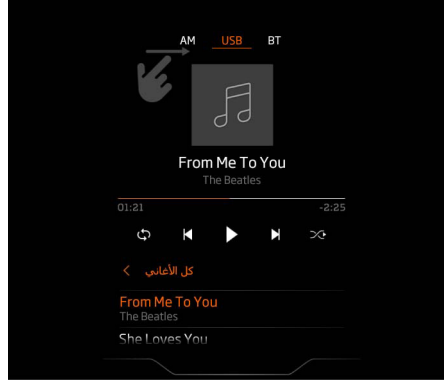 AM USB BT
From Me To You
The Beatles
01:21 -2:25
كل الأغاني
From Me To You
The Beatles
She Loves You